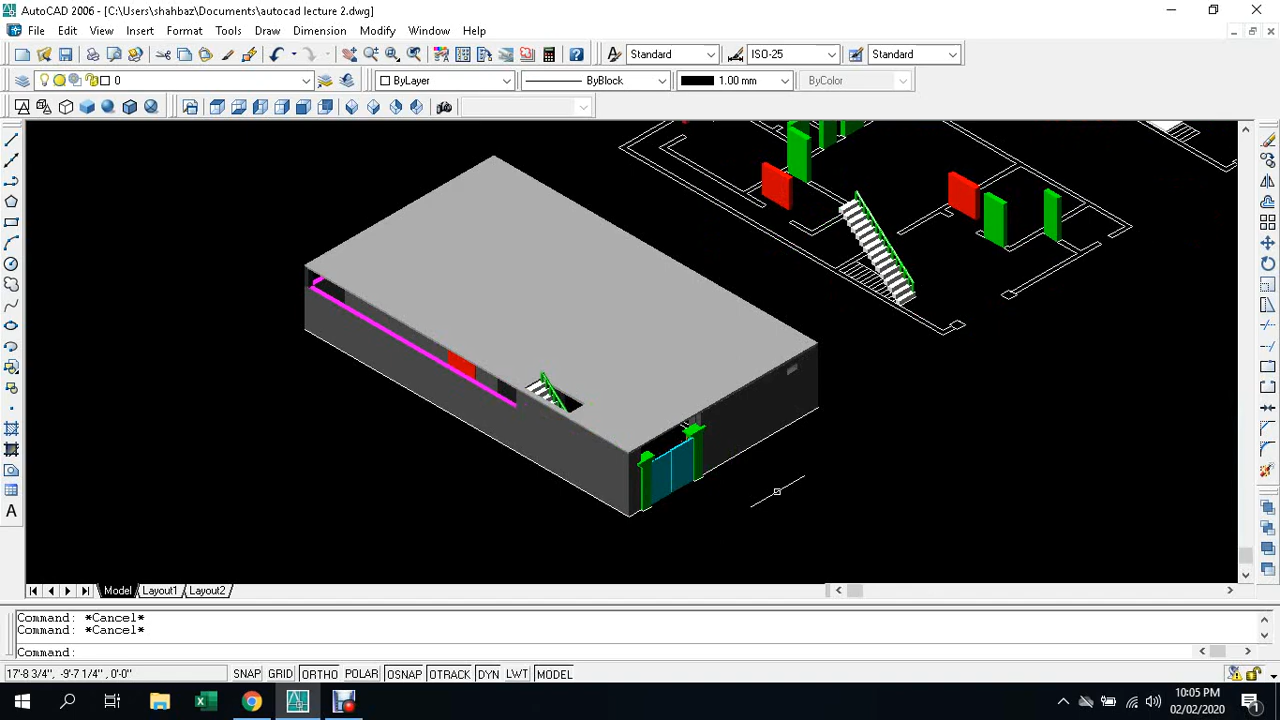 AutoCAD 2006 - [C:\Users\shahbaz\Documents\autocad lecture 2.dwg]
File Edit View Insert Format Tools Draw Dimension Modify Window Help
Standard ISO-25 Standard
0 ByLayer ByBlock 1.00 mm ByColor
A
Model Layout1 Layout2
Command: *Cancel*
Command: *Cancel*
Command:
17'-8 3/4", -9'-7 1/4", 0'-0" SNAP GRID ORTHO POLAR OSNAP OTRACK DYN LWT MODEL
10:05 PM
02/02/2020